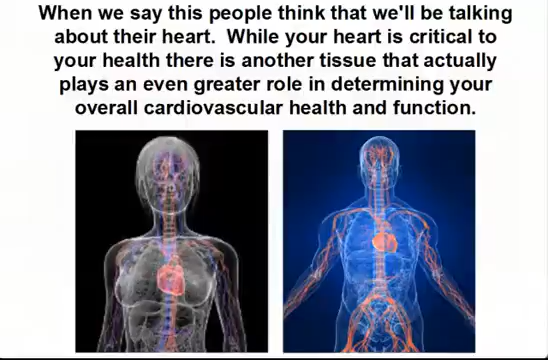 When we say this people think that we'll be talking
about their heart.  While your heart is critical to
your health there is another tissue that actually
plays an even greater role in determining your
overall cardiovascular health and function.